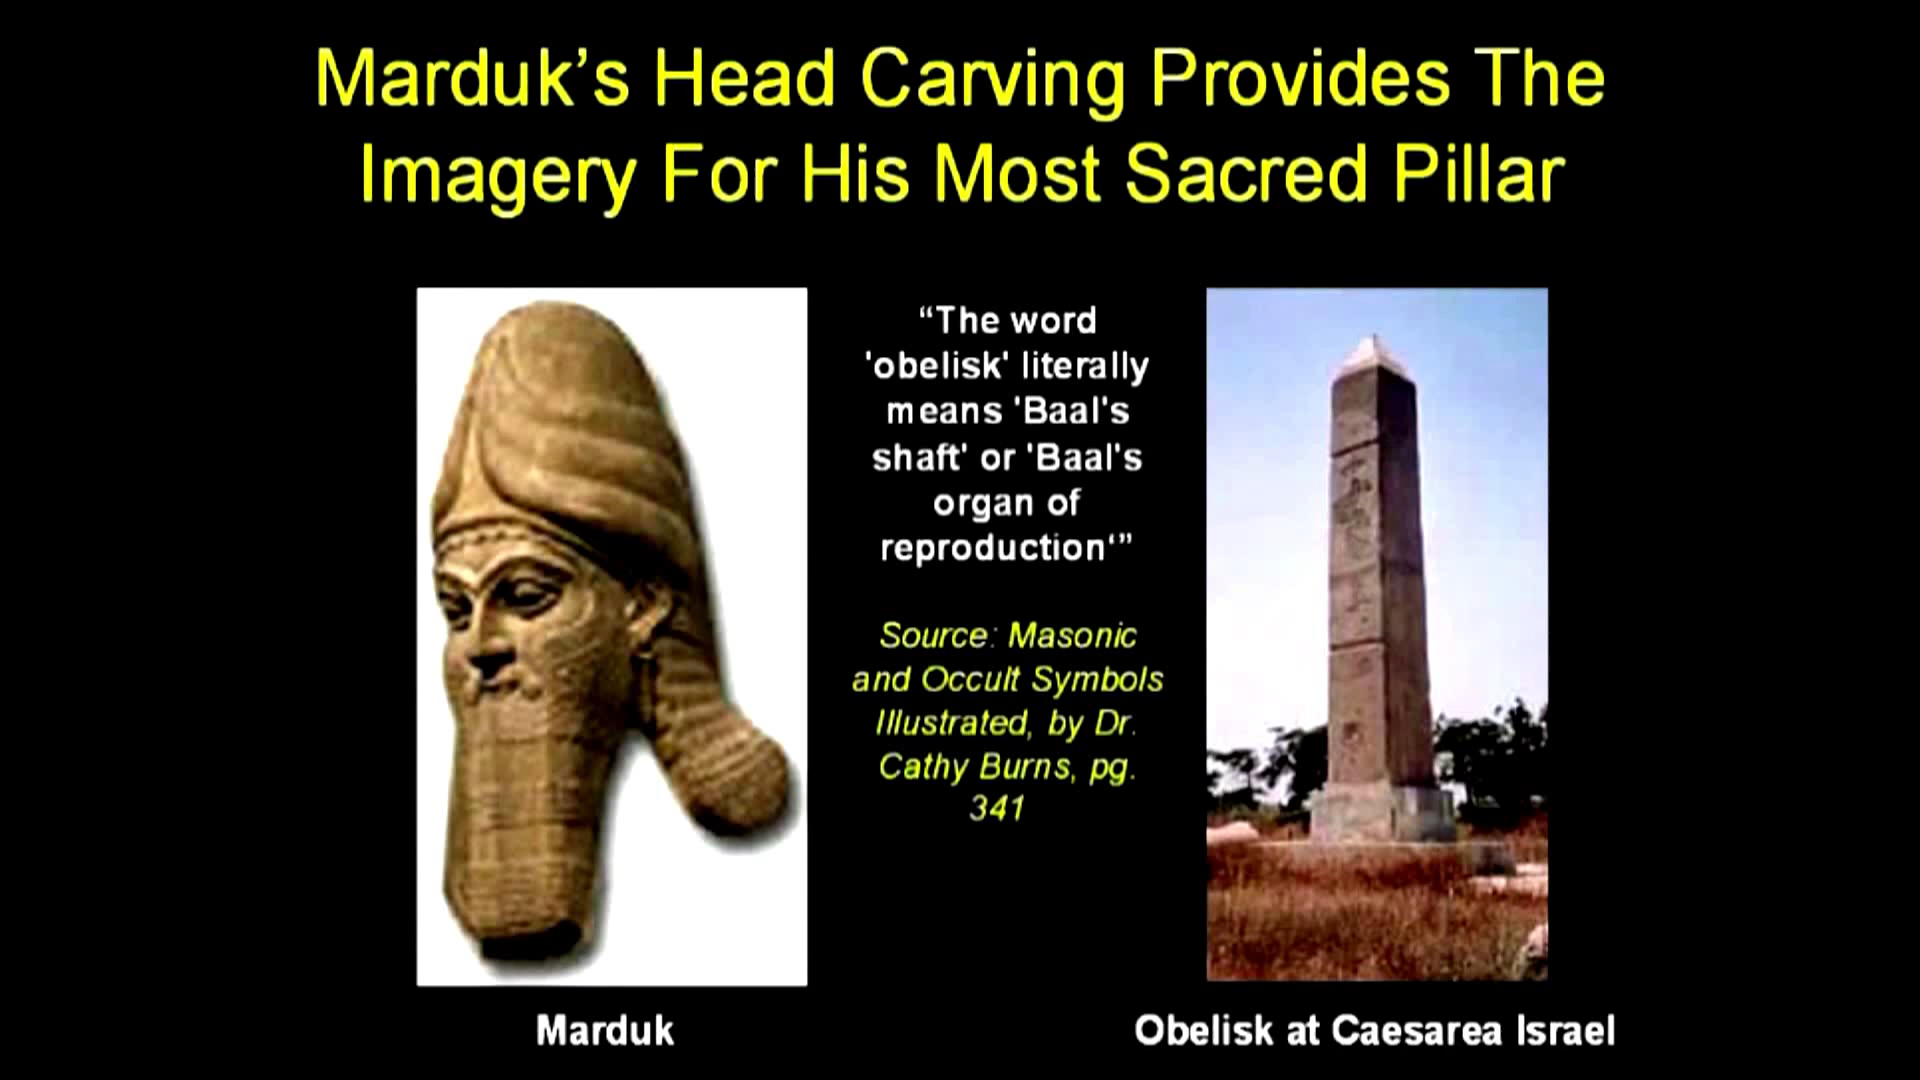 Marduk’s Head Carving Provides The
Imagery For His Most Sacred Pillar
“The word
'obelisk' literally
means 'Baal's
shaft' or 'Baal's
organ of
reproduction‘”
Source: Masonic
and Occult Symbols
Illustrated, by Dr.
Cathy Burns, pg.
341
Marduk
Obelisk at Caesarea Israel